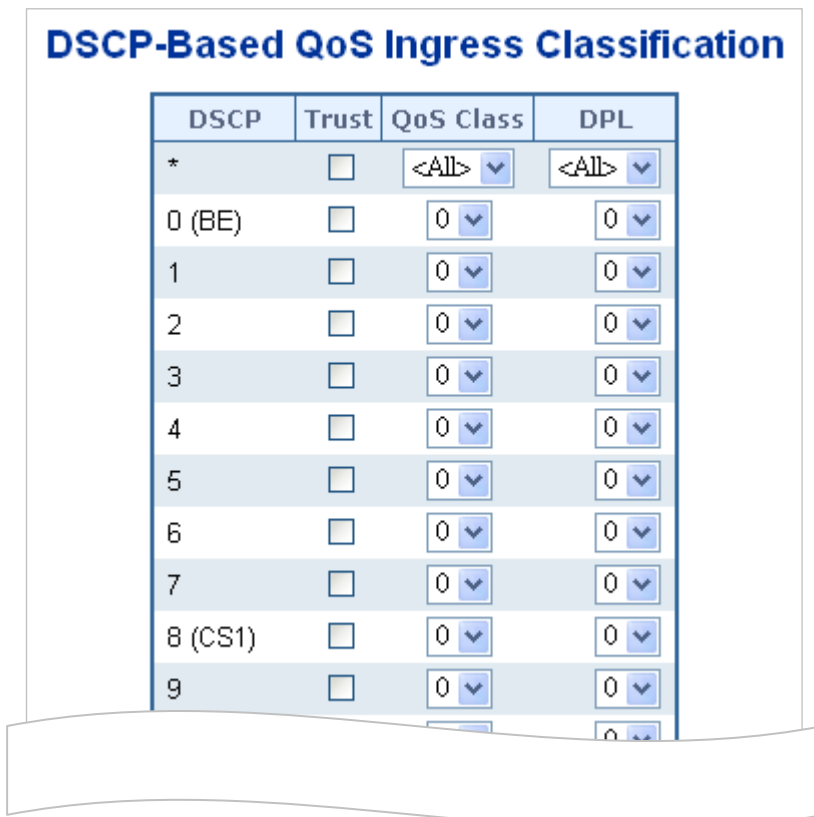 DSCP-Based QoS Ingress Classification
DSCP Trust QoS Class DPL
* <All> <All>
0 (BE) 0 0
1 0 0
2 0 0
3 0 0
4 0 0
5 0 0
6 0 0
7 0 0
8 (CS1) 0 0
9 0 0